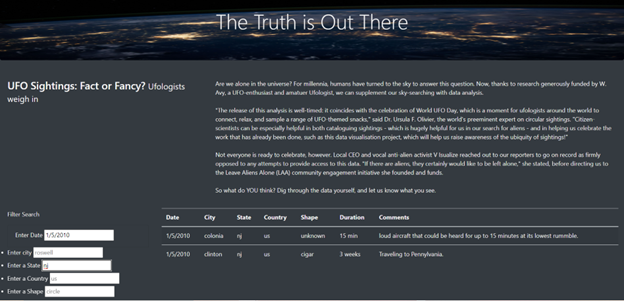 The Truth is Out There
UFO Sightings: Fact or Fancy? Ufologists
weigh in
Are we alone in the universe? For millennia, humans have turned to the sky to answer this question. Now, thanks to research generously funded by W.
Avy, a UFO-enthusiast and amatuer Ufologist, we can supplement our sky-searching with data analysis.
"The release of this analysis is well-timed: it coincides with the celebration of World UFO Day, which is a moment for ufologists around the world to
connect, relax, and sample a range of UFO-themed snacks," said Dr. Ursula F. Olivier, the world's preeminent expert on circular sightings. "Citizen-
scientists can be especially helpful in both cataloguing sightings - which is hugely helpful for us in our search for aliens - and in helping us celebrate the
work that has already been done, such as this data visualisation project, which will help us raise awareness of the ubiquity of sightings!"
Not everyone is ready to celebrate, however. Local CEO and vocal anti-alien activist V Isualize reached out to our reporters to go on record as firmly
opposed to any attempts to provide access to this data. "If there are aliens, they certainly would like to be left alone," she stated, before directing us to
the Leave Aliens Alone (LAA) community engagement initiative she founded and funds.
So what do YOU think? Dig through the data yourself, and let us know what you see.
Filter Search
Enter Date 1/5/2010
Enter city roswell
Enter a State nj
Enter a Country us
Enter a Shape circle
Date City State Country Shape Duration Comments
1/5/2010 colonia nj us unknown 15 min loud aircraft that could be heard for up to 15 minutes at its lowest rummble.
1/5/2010 clinton nj us cigar 3 weeks Traveling to Pennsylvania.